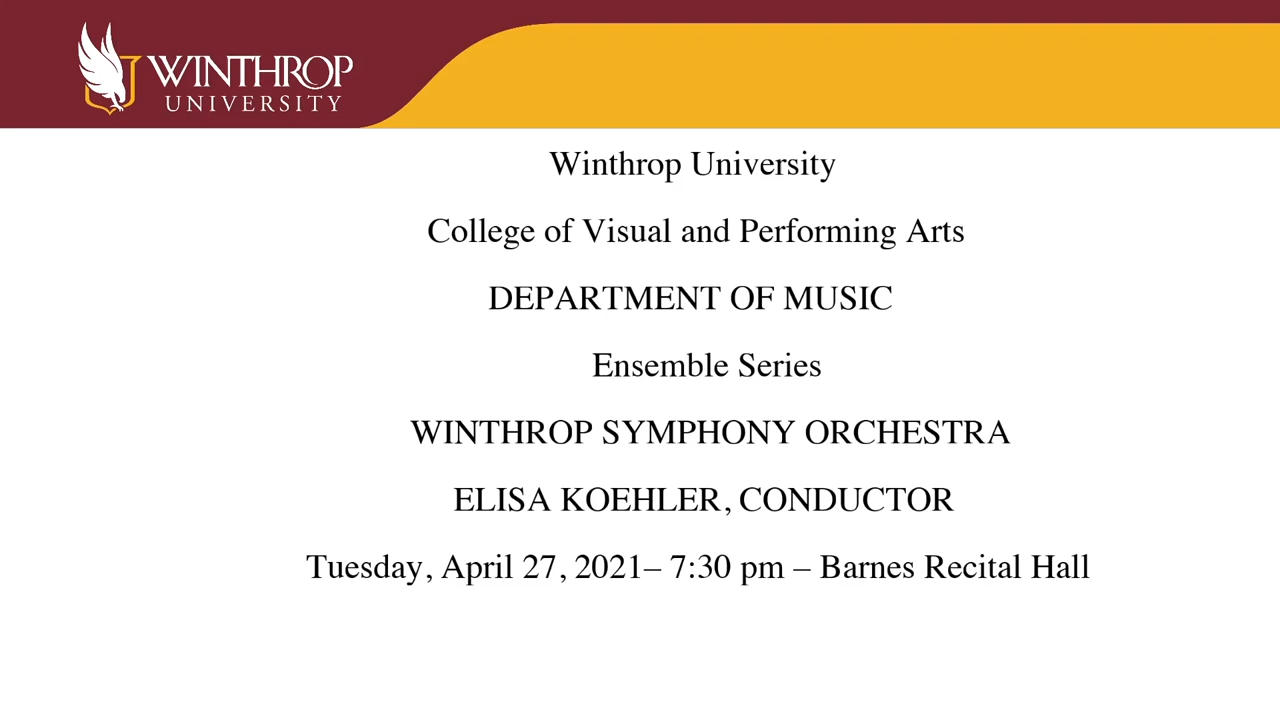 WINTHROP
UNIVERSITY
Winthrop University
College of Visual and Performing Arts
DEPARTMENT OF MUSIC
Ensemble Series
WINTHROP SYMPHONY ORCHESTRA
ELISA KOEHLER, CONDUCTOR
Tuesday, April 27, 2021– 7:30 pm – Barnes Recital Hall